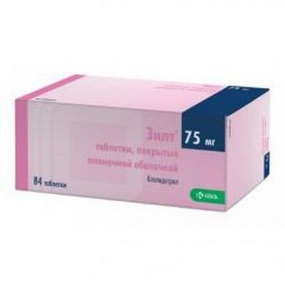 Зилт®
75 мг
таблетки, покрытые
пленочной оболочкой
Клопидогрел
84 таблетки
KRKA